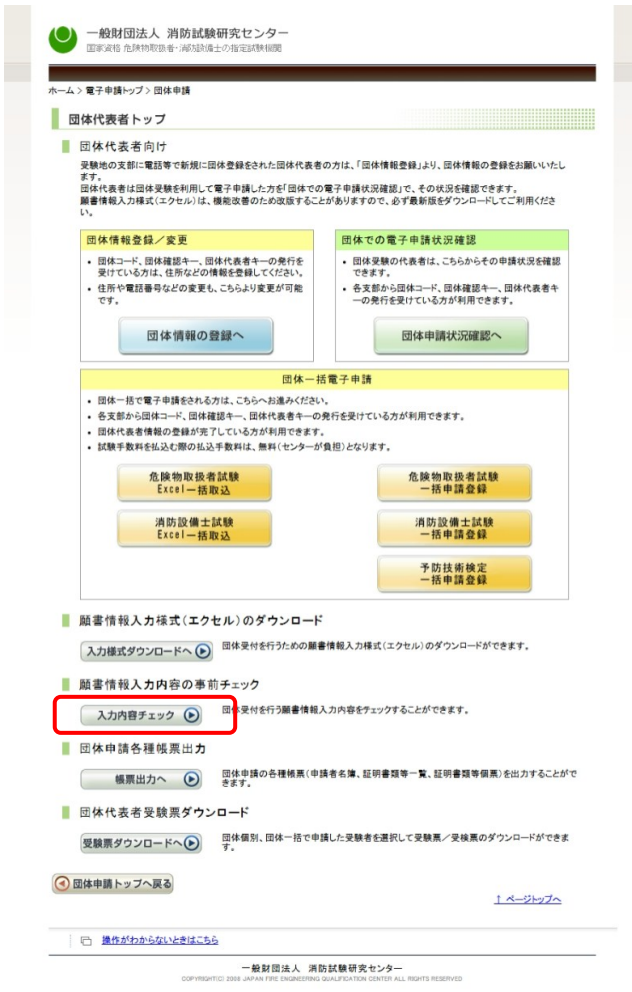 一般財団法人 消防試験研究センター
国家資格 危険物取扱者・消防設備士の指定試験機関
ホーム > 電子申請トップ > 団体申請
団体代表者トップ
団体代表者向け
受験地の支部に電話等で新規に団体登録をされた団体代表者の方は、「団体情報登録」より、団体情報の登録をお願いいたし
ます。
団体代表者は団体受験を利用して電子申請した方を「団体での電子申請状況確認」で、その状況を確認できます。
願書情報入力様式(エクセル)は、機能改善のため改版することがありますので、必ず最新版をダウンロードしてご利用くださ
い。
団体情報登録／変更
・ 団体コード、団体確認キー、団体代表者キーの発行を
受けている方は、住所などの情報を登録してください。
・ 住所や電話番号などの変更も、こちらより変更が可能
です。
団体情報の登録へ
団体での電子申請状況確認
・ 団体受験の代表者は、こちらからその申請状況を確認
できます。
・ 各支部から団体コード、団体確認キー、団体代表者キ
ーの発行を受けている方が利用できます。
団体申請状況確認へ
団体一括電子申請
・ 団体一括で電子申請をされる方は、こちらへお進みください。
・ 各支部から団体コード、団体確認キー、団体代表者キーの発行を受けている方が利用できます。
・ 団体代表者情報の登録が完了している方が利用できます。
・ 試験手数料を払込む際の払込手数料は、無料(センターが負担)となります。
危険物取扱者試験
Excel一括取込
危険物取扱者試験
一括申請登録
消防設備士試験
Excel一括取込
消防設備士試験
一括申請登録
予防技術検定
一括申請登録
願書情報入力様式(エクセル)のダウンロード
入力様式ダウンロードへ
団体受付を行うための願書情報入力様式(エクセル)のダウンロードができます。
願書情報入力内容の事前チェック
入力内容チェック
団体受付を行う願書情報入力内容をチェックすることができます。
団体申請各種帳票出力
帳票出力へ
団体申請の各種帳票(申請者名簿、証明書類等一覧、証明書類等個票)を出力することがで
きます。
団体代表者受験票ダウンロード
受験票ダウンロードへ
団体個別、団体一括で申請した受験者を選択して受験票／受検票のダウンロードができま
す。
団体申請トップへ戻る
↑ ページトップへ
操作がわからないときはこちら
一般財団法人 消防試験研究センター
COPYRIGHT(C) 2008 JAPAN FIRE ENGINEERING QUALIFICATION CENTER ALL RIGHTS RESERVED